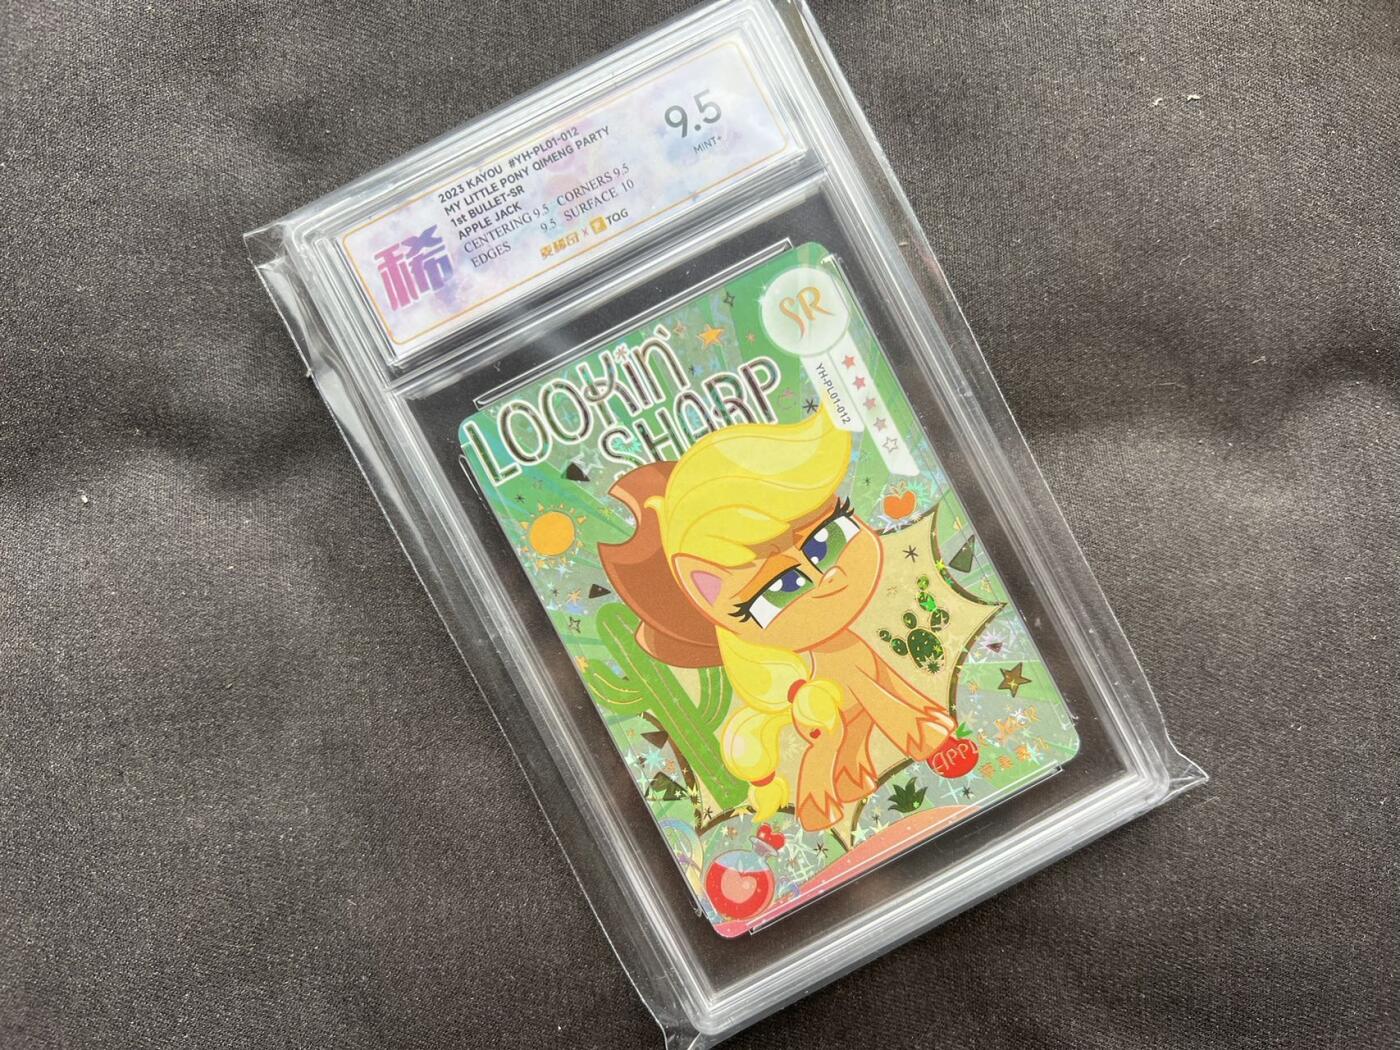 2023 KAYOU #YH-PL01-012
MY LITTLE PONY QIMENG PARTY
1st BULLET-SR
APPLE JACK
CENTERING 9.5 CORNERS 9.5
EDGES 9.5 SURFACE 10
x TQG
稀
9.5
MINT+
SR
YH-PL01-012
LOOKin'
SHARP
APPLE JACK